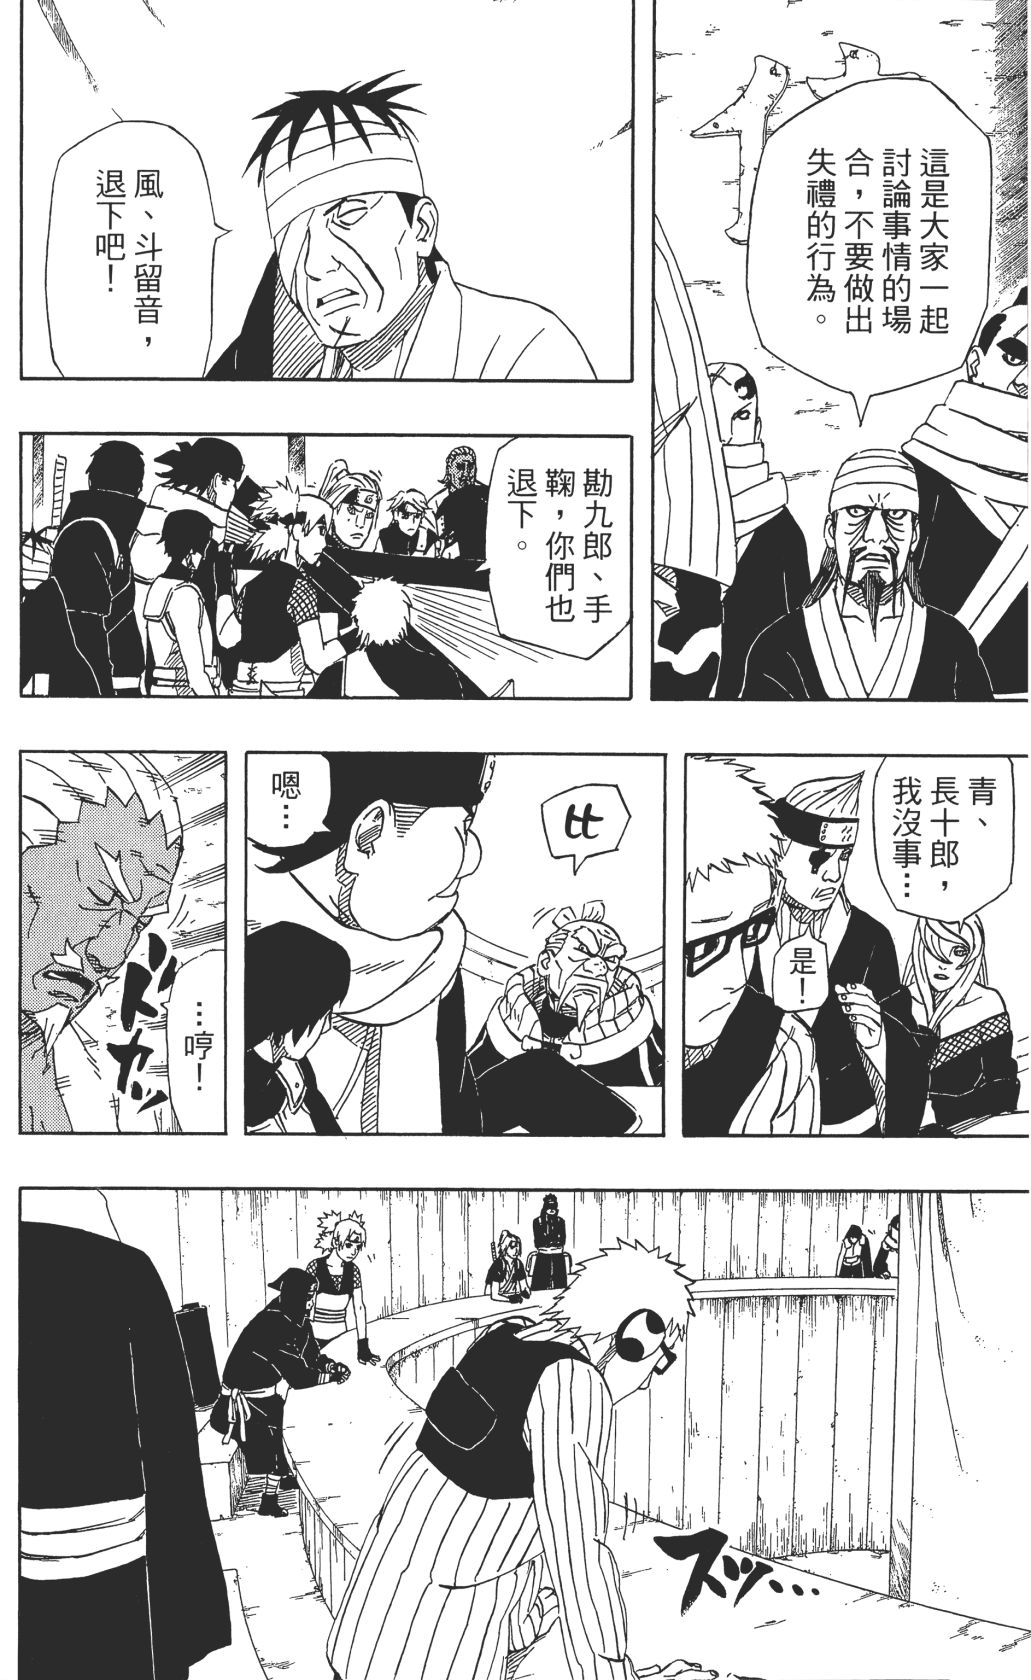 這是大家一起
討論事情的場
合，不要做出
失禮的行為。
風、斗留音，
退下吧！
勘九郎、手
鞠，你們也
退下。
青、
長十郎，
我沒事…
是！
ヒ
嗯…
…哼！
ドカッ
スッ…